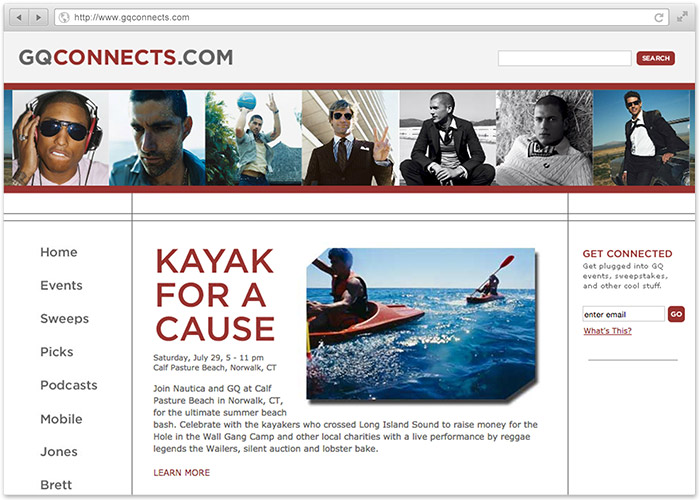 http://www.gqconnects.com
GQCONNECTS.COM
SEARCH
Home
Events
Sweeps
Picks
Podcasts
Mobile
Jones
Brett
KAYAK
FOR A
CAUSE
Saturday, July 29, 5 - 11 pm
Calf Pasture Beach, Norwalk, CT
Join Nautica and GQ at Calf
Pasture Beach in Norwalk, CT,
for the ultimate summer beach
bash. Celebrate with the kayakers who crossed Long Island Sound to raise money for the
Hole in the Wall Gang Camp and other local charities with a live performance by reggae
legends the Wailers, silent auction and lobster bake.
LEARN MORE
GET CONNECTED
Get plugged into GQ
events, sweepstakes,
and other cool stuff.
enter email
GO
What's This?